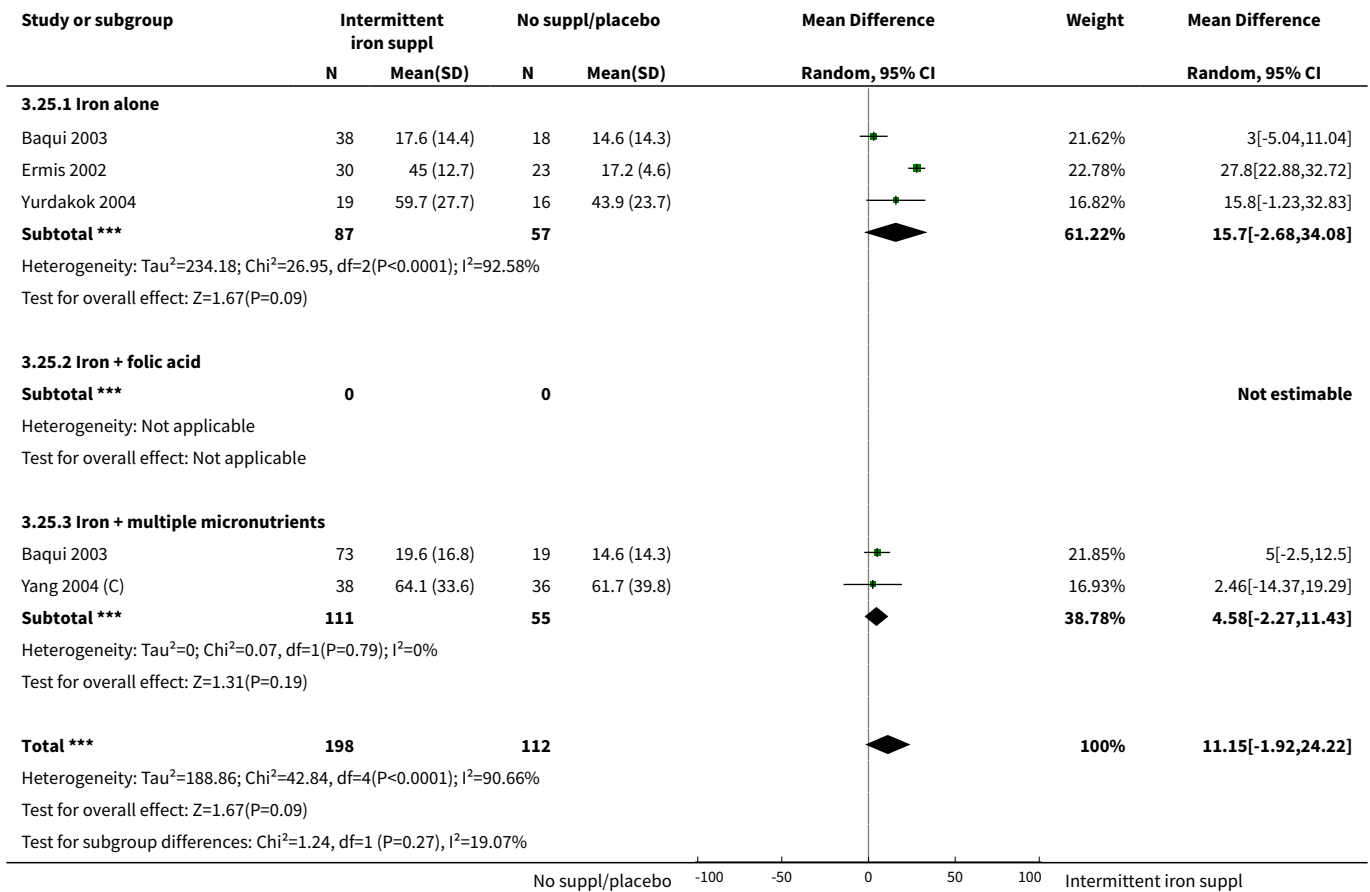 Study or subgroup Intermittent iron suppl No suppl/placebo Mean Difference Weight Mean Difference
N Mean(SD) N Mean(SD) Random, 95% CI Random, 95% CI
3.25.1 Iron alone
Baqui 2003 38 17.6 (14.4) 18 14.6 (14.3) 21.62% 3[-5.04,11.04]
Ermis 2002 30 45 (12.7) 23 17.2 (4.6) 22.78% 27.8[22.88,32.72]
Yurdakok 2004 19 59.7 (27.7) 16 43.9 (23.7) 16.82% 15.8[-1.23,32.83]
Subtotal *** 87 57 61.22% 15.7[-2.68,34.08]
Heterogeneity: Tau²=234.18; Chi²=26.95, df=2(P<0.0001); I²=92.58%
Test for overall effect: Z=1.67(P=0.09)
3.25.2 Iron + folic acid
Subtotal *** 0 0 Not estimable
Heterogeneity: Not applicable
Test for overall effect: Not applicable
3.25.3 Iron + multiple micronutrients
Baqui 2003 73 19.6 (16.8) 19 14.6 (14.3) 21.85% 5[-2.5,12.5]
Yang 2004 (C) 38 64.1 (33.6) 36 61.7 (39.8) 16.93% 2.46[-14.37,19.29]
Subtotal *** 111 55 38.78% 4.58[-2.27,11.43]
Heterogeneity: Tau²=0; Chi²=0.07, df=1(P=0.79); I²=0%
Test for overall effect: Z=1.31(P=0.19)
Total *** 198 112 100% 11.15[-1.92,24.22]
Heterogeneity: Tau²=188.86; Chi²=42.84, df=4(P<0.0001); I²=90.66%
Test for overall effect: Z=1.67(P=0.09)
Test for subgroup differences: Chi²=1.24, df=1 (P=0.27), I²=19.07%
No suppl/placebo -100 -50 0 50 100 Intermittent iron suppl